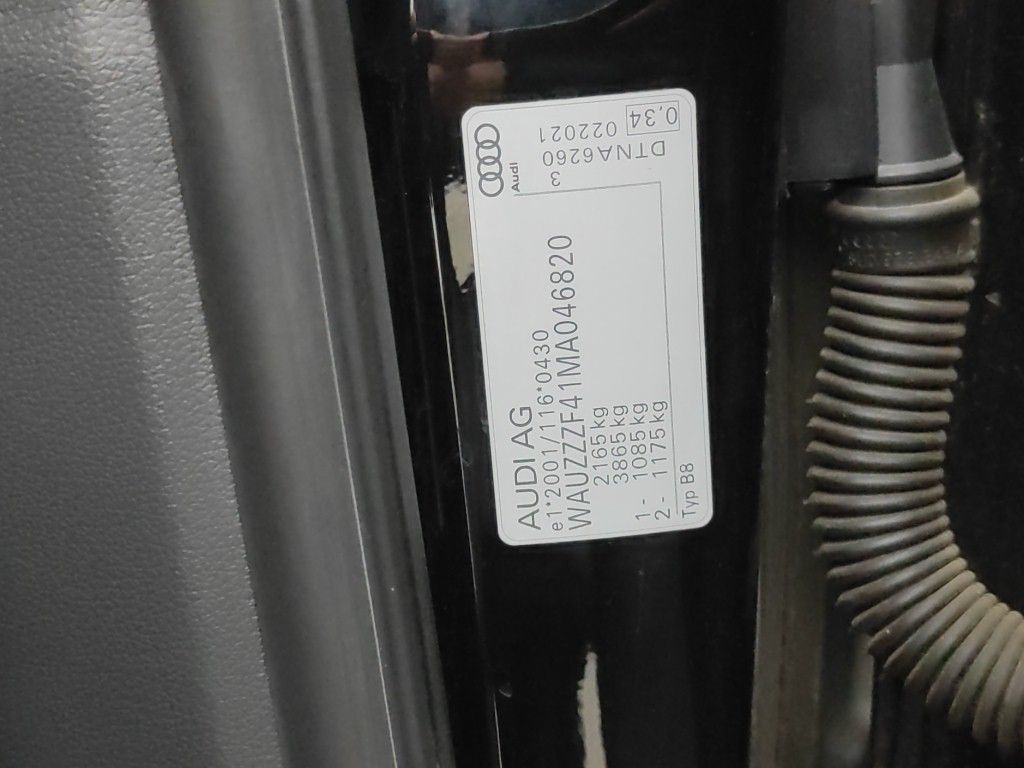 AUDI AG
e1*2001/116*0430
WAUZZZF41MA046820
2165 kg
3865 kg
1 - 1085 kg
2 - 1175 kg
Typ B8
Audi
3
DTNA6260
022021
0,34